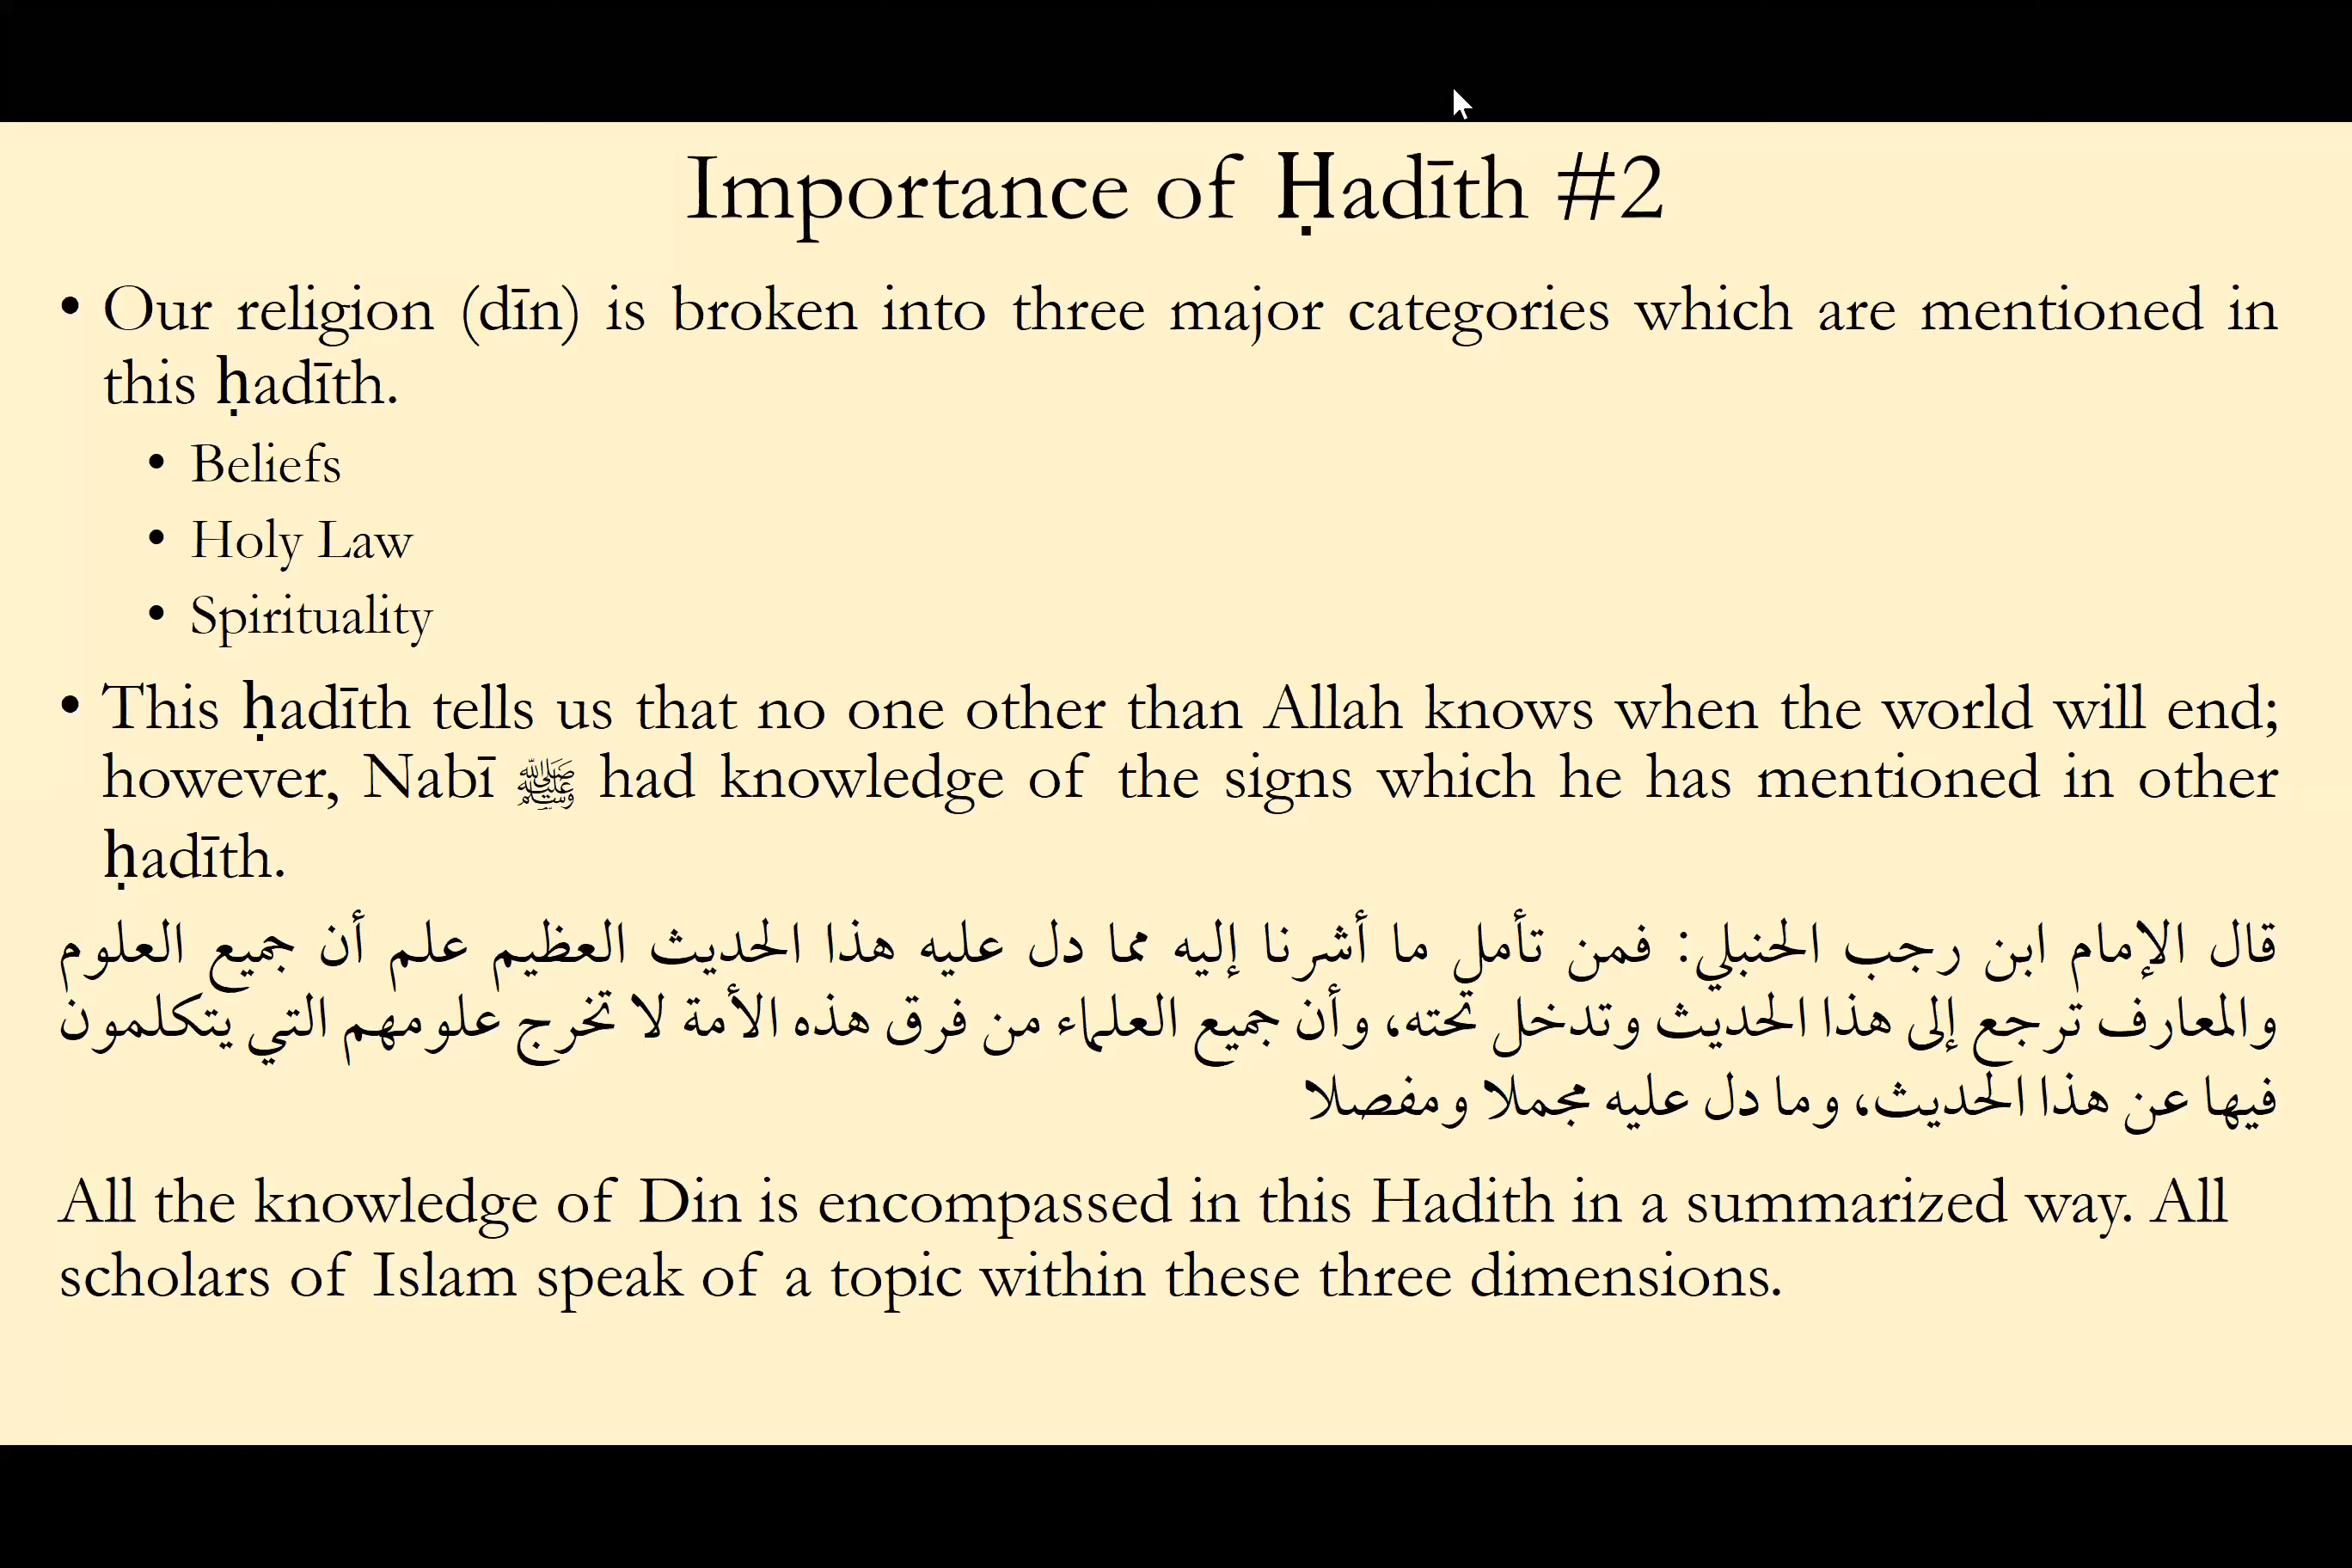 Importance of Ḥadīth #2
• Our religion (dīn) is broken into three major categories which are mentioned in
this ḥadīth.
• Beliefs
• Holy Law
• Spirituality
• This ḥadīth tells us that no one other than Allah knows when the world will end;
however, Nabī ﷺ had knowledge of the signs which he has mentioned in other
ḥadīth.
قال الإمام ابن رجب الحنبلي: فمن تأمل ما أشرنا إليه مما دل عليه هذا الحديث العظيم علم أن جميع العلوم
والمعارف ترجع إلى هذا الحديث وتدخل تحته، وأن جميع العلماء من فرق هذه الأمة لا تخرج علومهم التي يتكلمون
فيها عن هذا الحديث، وما دل عليه مجملا ومفصلا
All the knowledge of Din is encompassed in this Hadith in a summarized way. All
scholars of Islam speak of a topic within these three dimensions.